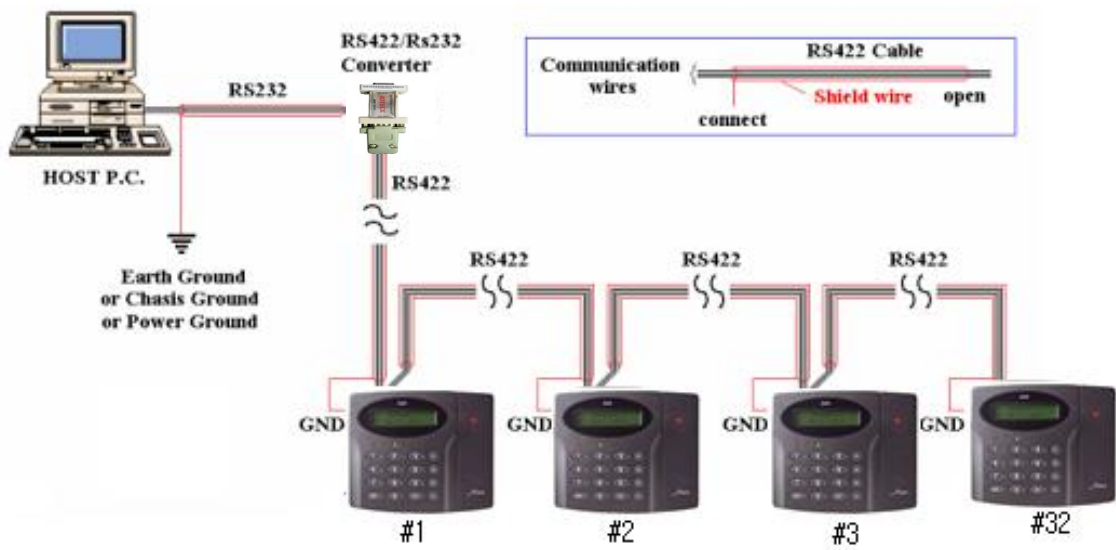 RS422/Rs232
Converter
RS232
HOST P.C.
Earth Ground
or Chasis Ground
or Power Ground
RS422 Cable
Communication
wires
Shield wire
open
connect
RS422
RS422
RS422
RS422
GND
GND
GND
GND
#1
#2
#3
#32